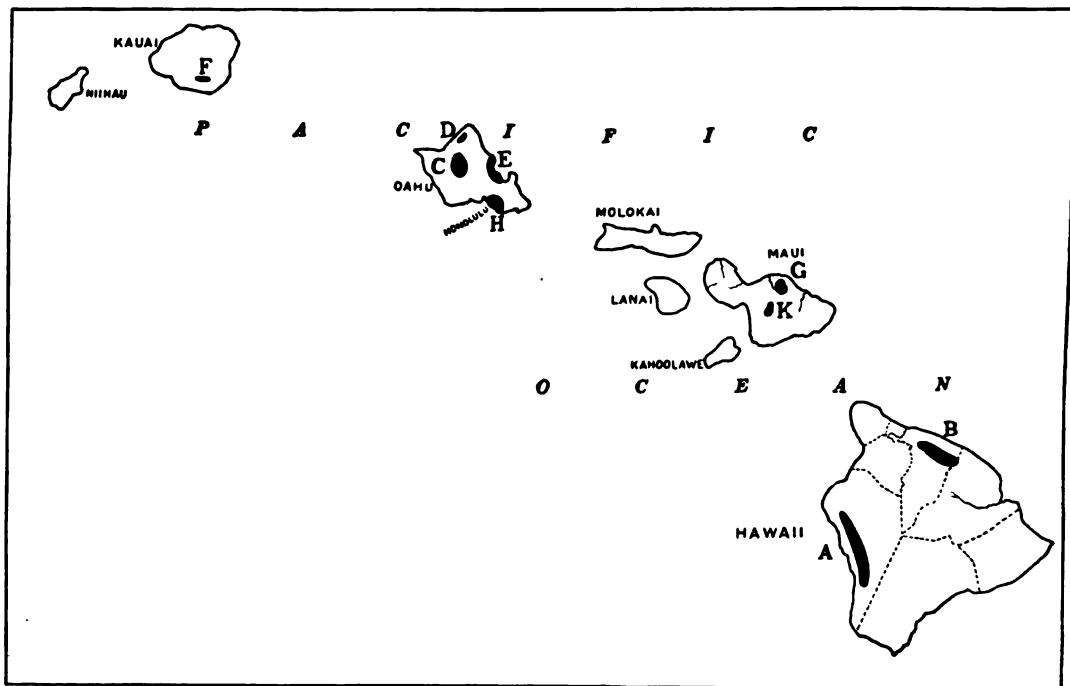 KAUAI
F
NIIHAU
P A C I F I C
D
C
E
OAHU
HONOLULU
H
MOLOKAI
MAUI
G
LANAI
K
KAHOOLAWE
O C E A N
B
HAWAII
A